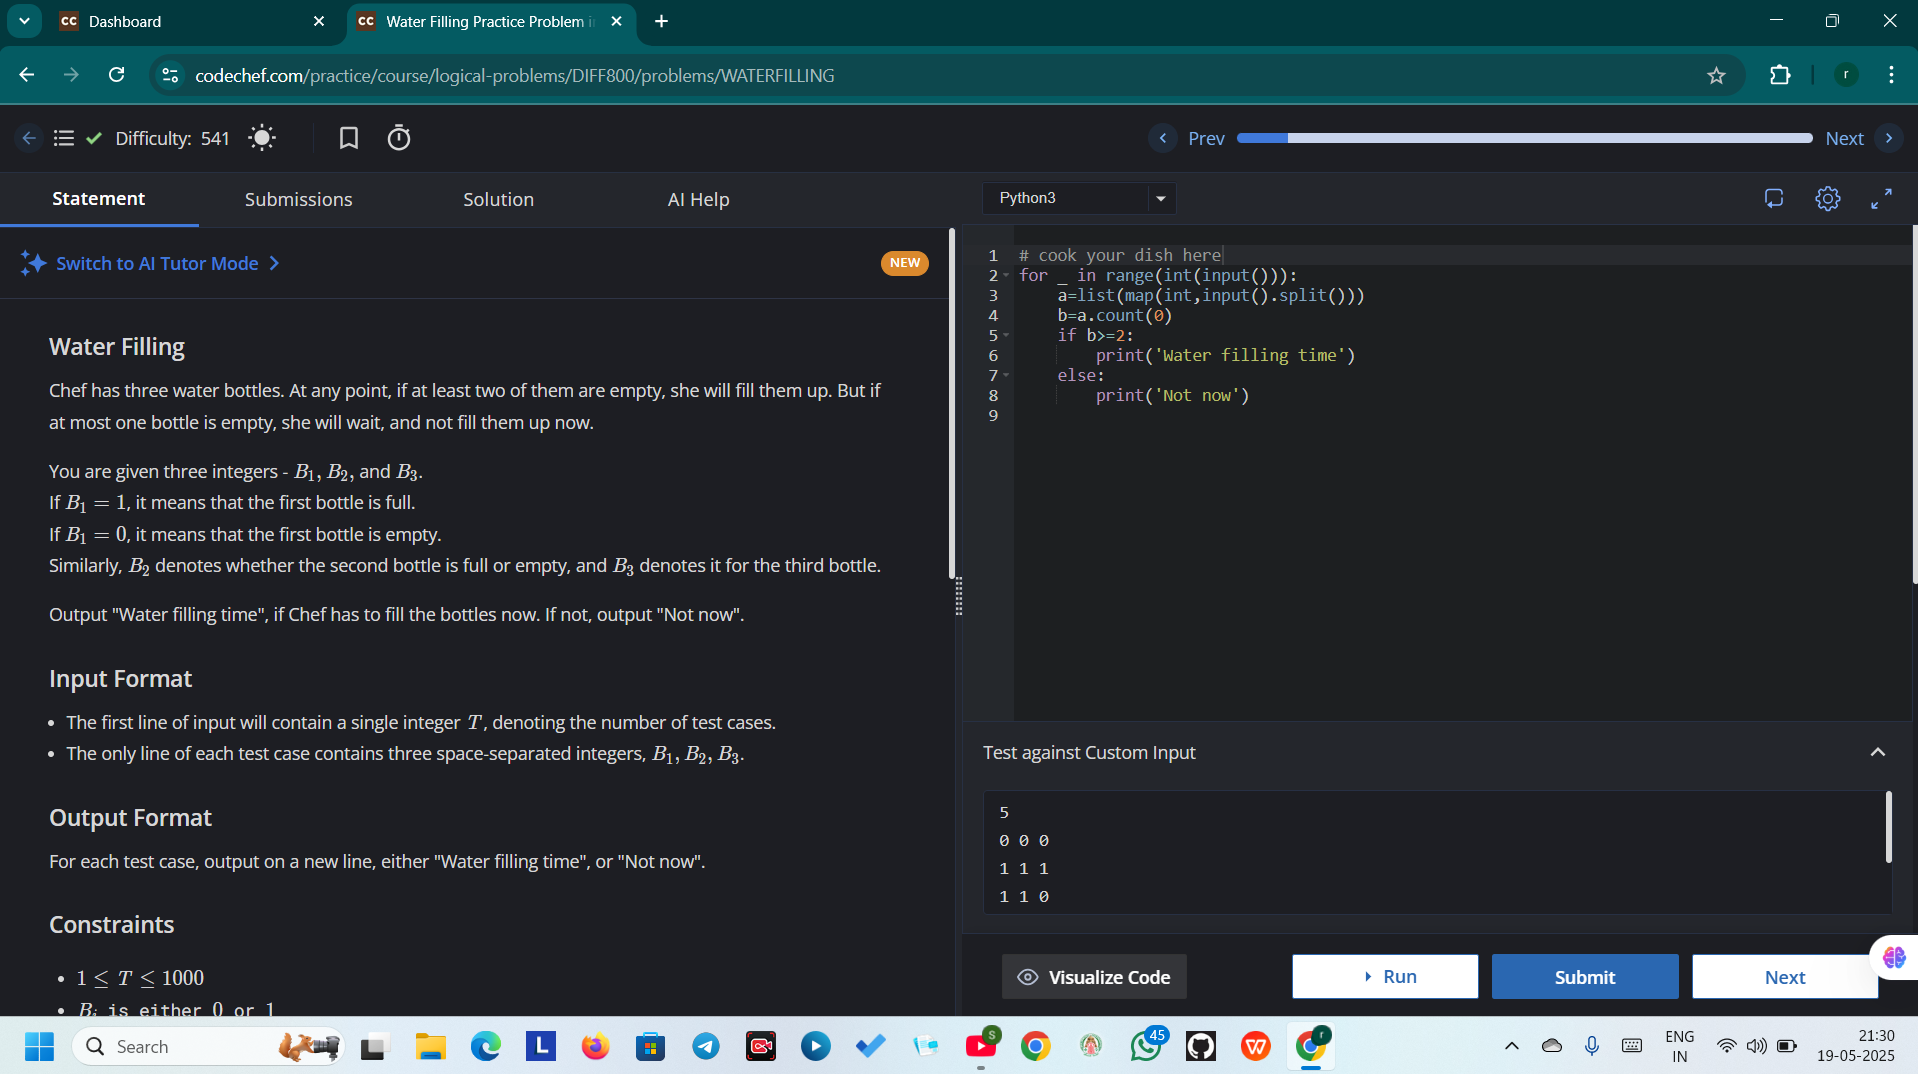 Dashboard
Water Filling Practice Problem i
codechef.com/practice/course/logical-problems/DIFF800/problems/WATERFILLING
r
Difficulty: 541
Prev
Next
Statement
Submissions
Solution
AI Help
Python3
Switch to AI Tutor Mode
NEW
Water Filling
Chef has three water bottles. At any point, if at least two of them are empty, she will fill them up. But if
at most one bottle is empty, she will wait, and not fill them up now.
You are given three integers - B₁, B₂, and B₃.
If B₁ = 1, it means that the first bottle is full.
If B₁ = 0, it means that the first bottle is empty.
Similarly, B₂ denotes whether the second bottle is full or empty, and B₃ denotes it for the third bottle.
Output "Water filling time", if Chef has to fill the bottles now. If not, output "Not now".
Input Format
• The first line of input will contain a single integer T, denoting the number of test cases.
• The only line of each test case contains three space-separated integers, B₁, B₂, B₃.
Output Format
For each test case, output on a new line, either "Water filling time", or "Not now".
Constraints
• 1 ≤ T ≤ 1000
• Bᵢ is either 0 or 1
1 # cook your dish here
2 for _ in range(int(input())):
3     a=list(map(int,input().split()))
4     b=a.count(0)
5     if b>=2:
6         print('Water filling time')
7     else:
8         print('Not now')
9
Test against Custom Input
5
0 0 0
1 1 1
1 1 0
Visualize Code
Run
Submit
Next
Search
L
S
45
W
r
ENG
IN
21:30
19-05-2025